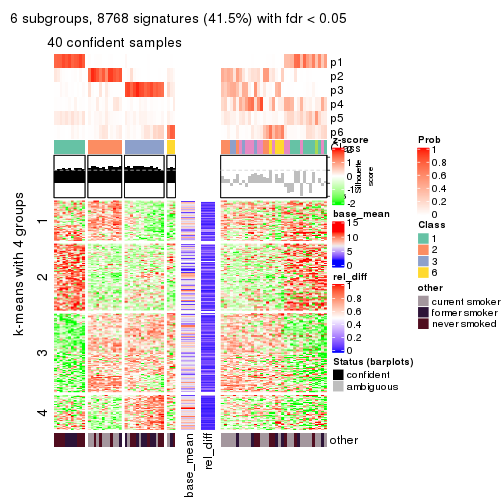 6 subgroups, 8768 signatures (41.5%) with fdr < 0.05
40 confident samples
p1
p2
p3
p4
p5
p6
Class
Silhouette
score
k-means with 4 groups
1
2
3
4
base_mean
rel_diff
other
z-score
2
1
0
-1
-2
base_mean
15
10
5
0
rel_diff
1
0.8
0.6
0.4
0.2
0
Status (barplots)
confident
ambiguous
Prob
1
0.8
0.6
0.4
0.2
0
Class
1
2
3
6
other
current smoker
former smoker
never smoked